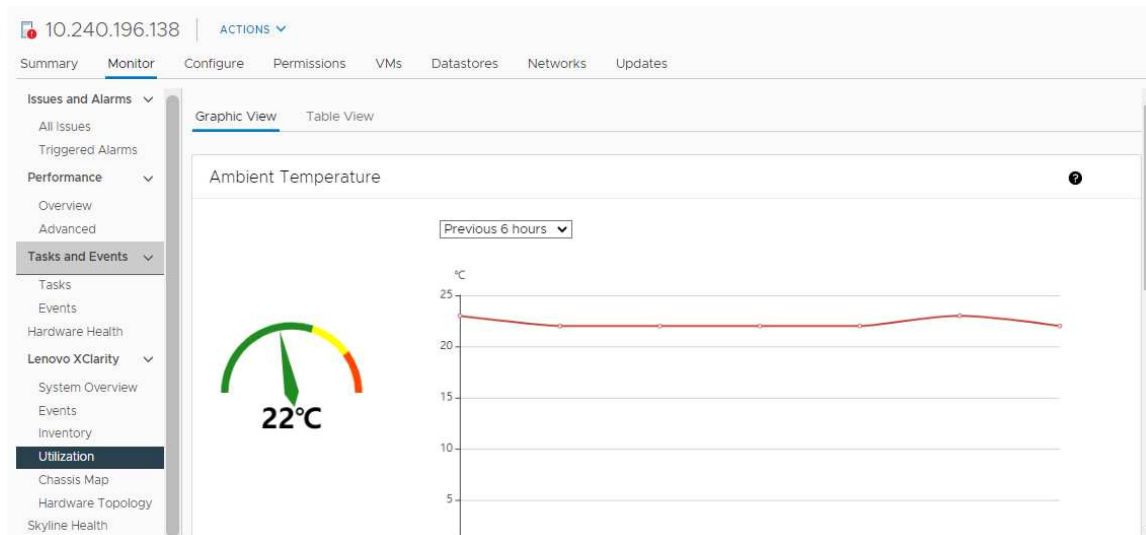 10.240.196.138 ACTIONS
Summary Monitor Configure Permissions VMs Datastores Networks Updates
Issues and Alarms
All Issues
Triggered Alarms
Performance
Overview
Advanced
Tasks and Events
Tasks
Events
Hardware Health
Lenovo XClarity
System Overview
Events
Inventory
Utilization
Chassis Map
Hardware Topology
Skyline Health
Graphic View Table View
Ambient Temperature
Previous 6 hours
22°C
°C
25
20
15
10
5